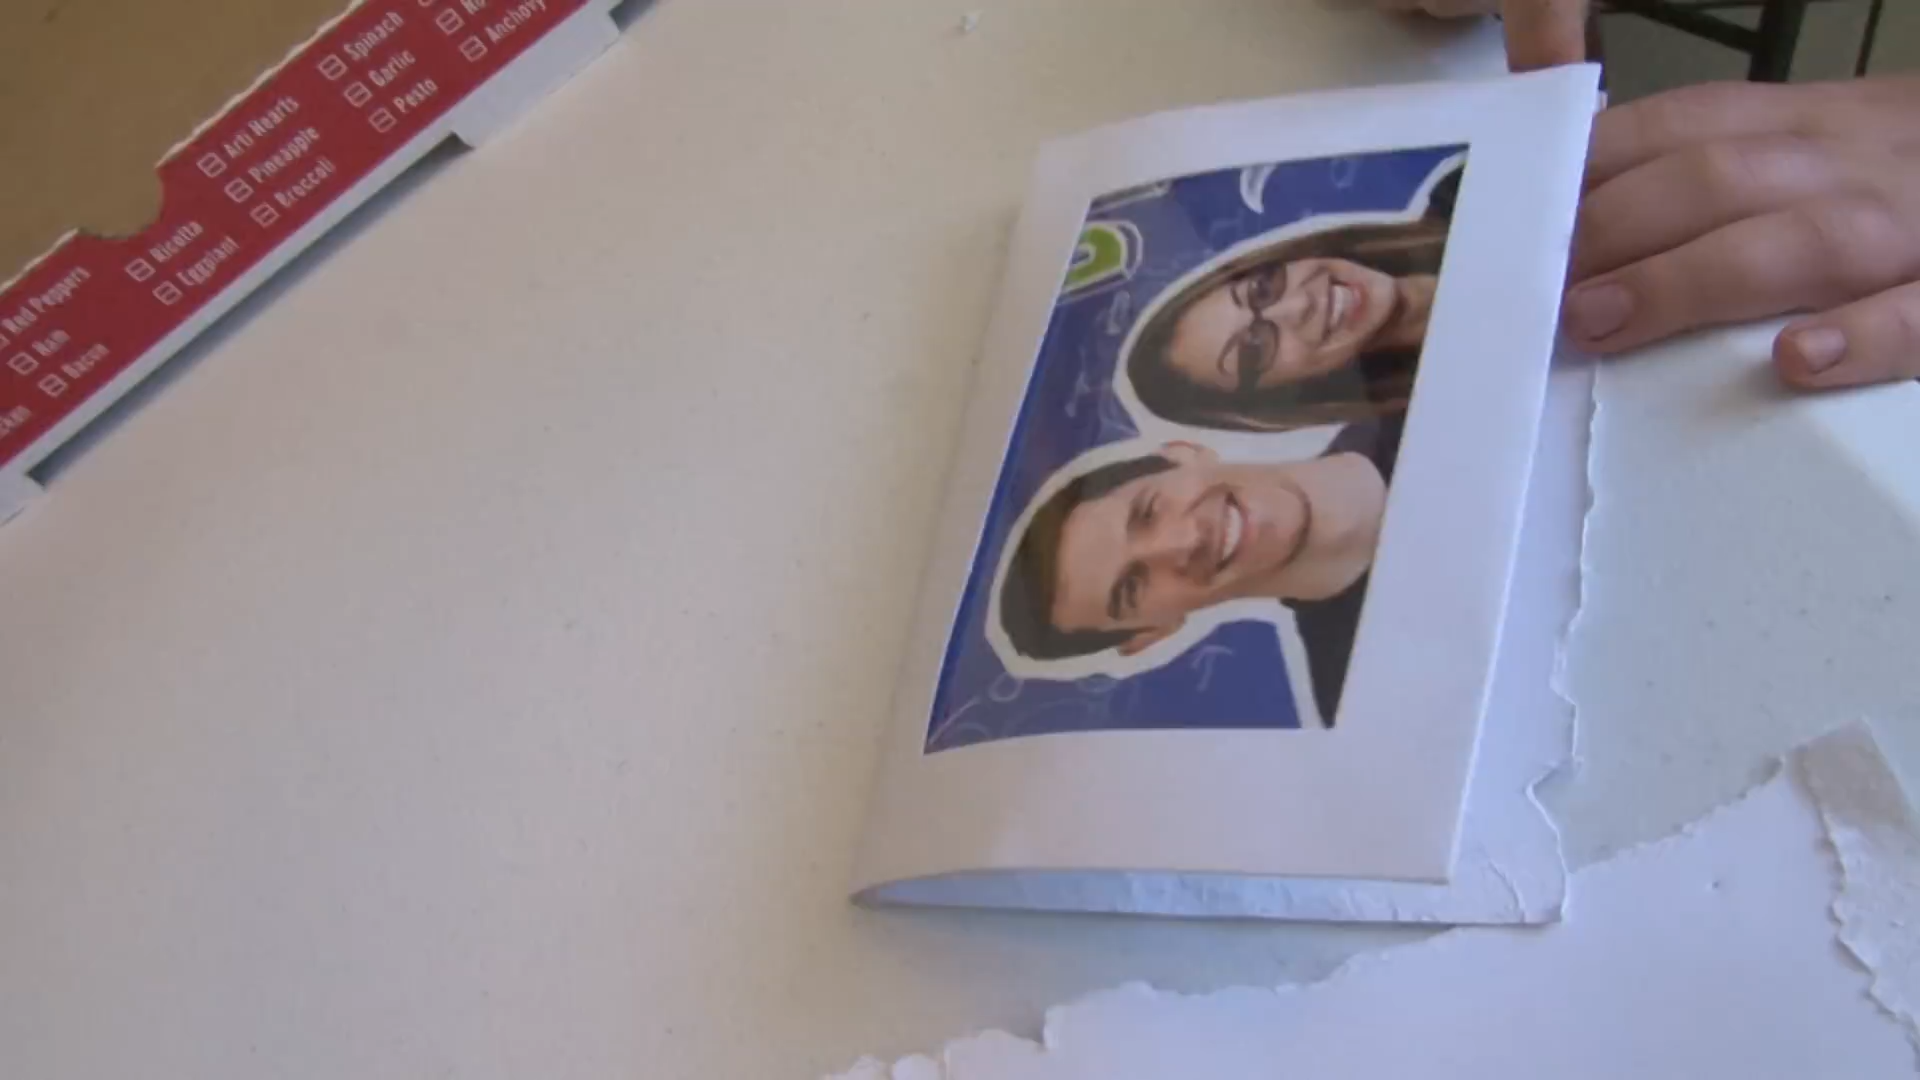 Spinach
Garlic
Pesto
Anchovy
Arti Hearts
Pineapple
Broccoli
Ricotta
Eggplant
Red Peppers
Ham
Bacon